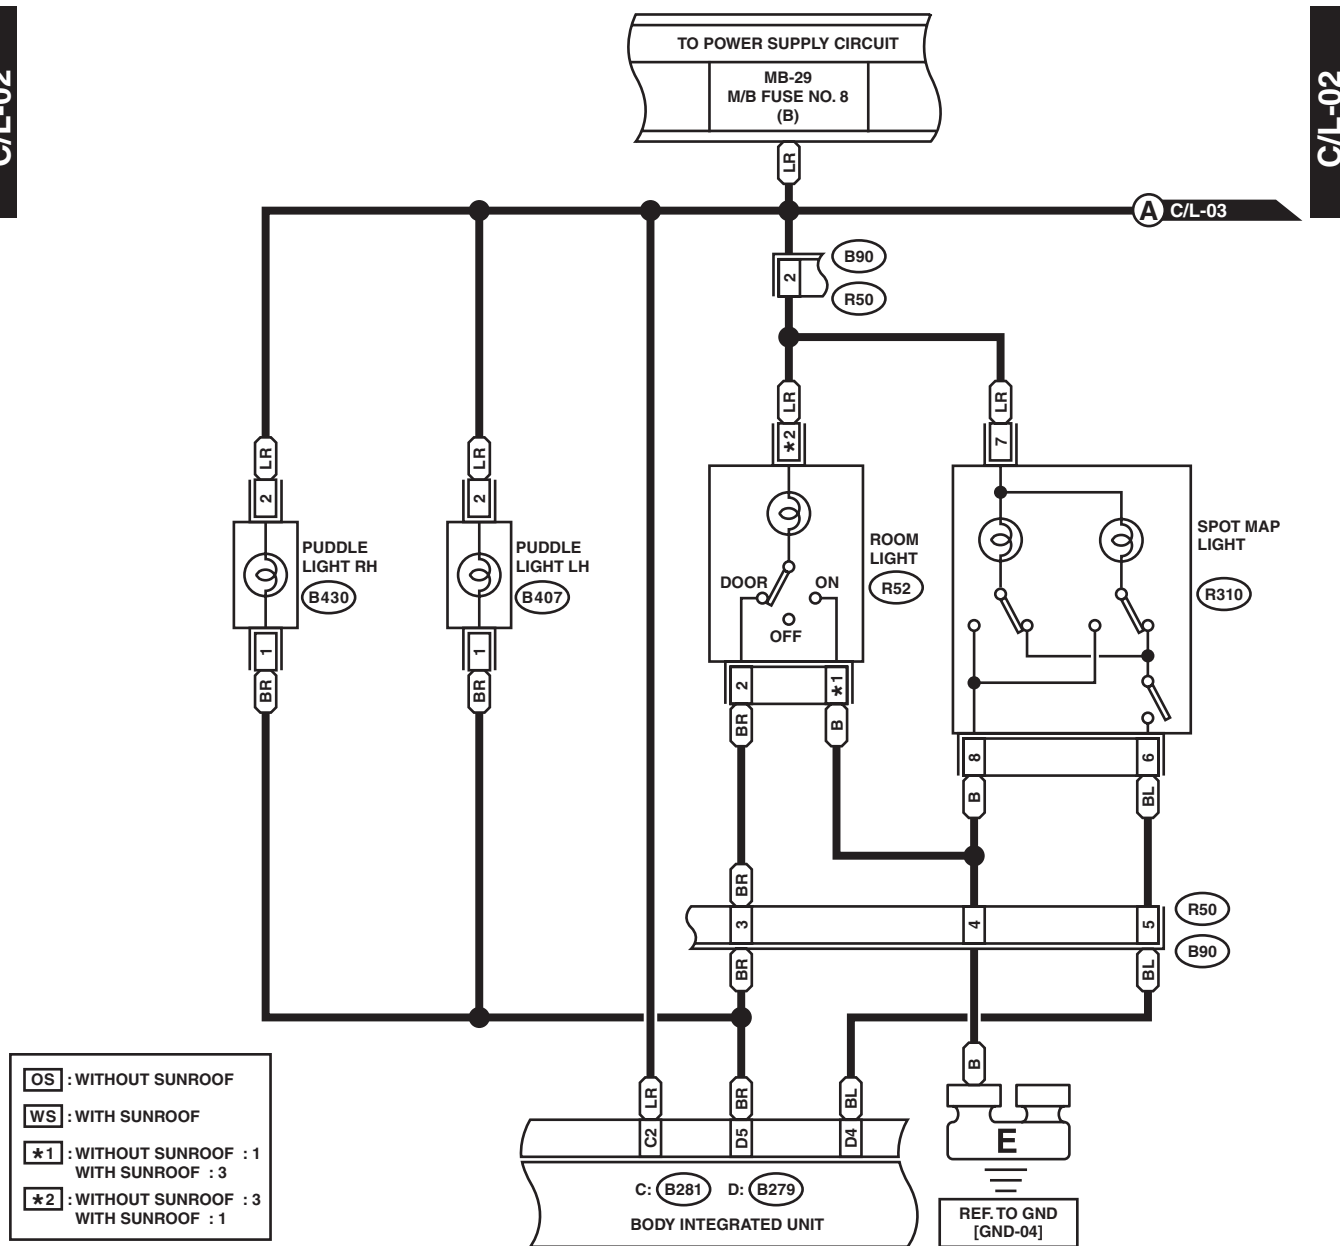 C/L-02
C/L-02
TO POWER SUPPLY CIRCUIT
MB-29
M/B FUSE NO. 8
(B)
LR
A C/L-03
2
B90
R50
LR
LR
LR
LR
2
2
*2
7
PUDDLE
LIGHT RH
B430
PUDDLE
LIGHT LH
B407
ROOM
LIGHT
R52
DOOR
ON
OFF
SPOT MAP
LIGHT
R310
1
1
2
*1
BR
BR
BR
B
8
6
B
BL
BR
3
4
5
R50
B90
BR
BL
B
LR
BR
BL
C2
D5
D4
E
C: B281 D: B279
BODY INTEGRATED UNIT
REF. TO GND
[GND-04]
OS : WITHOUT SUNROOF
WS : WITH SUNROOF
*1 : WITHOUT SUNROOF : 1
WITH SUNROOF : 3
*2 : WITHOUT SUNROOF : 3
WITH SUNROOF : 1